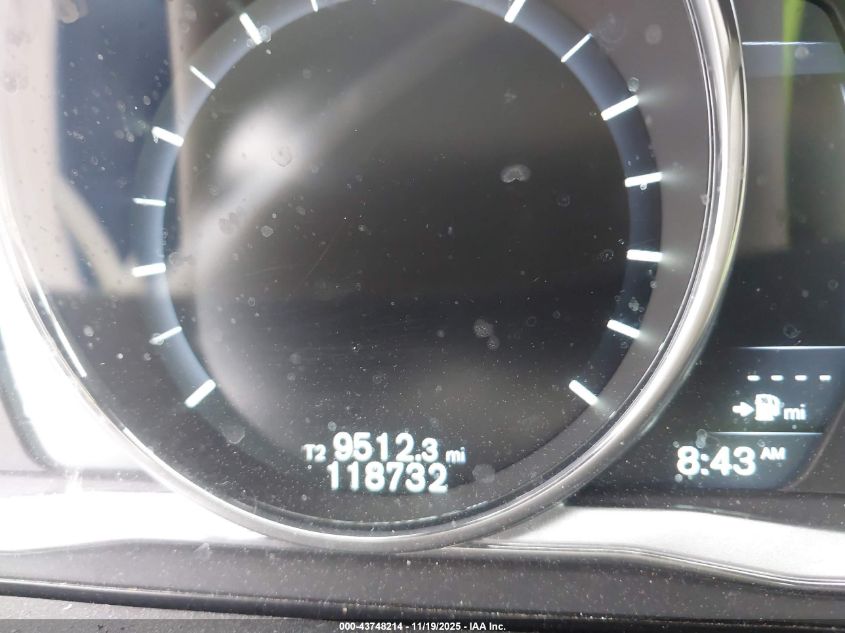 T2 9512.3 mi
118732
- - - -
mi
8:43 AM
000-43748214 - 11/19/2025 - IAA Inc.